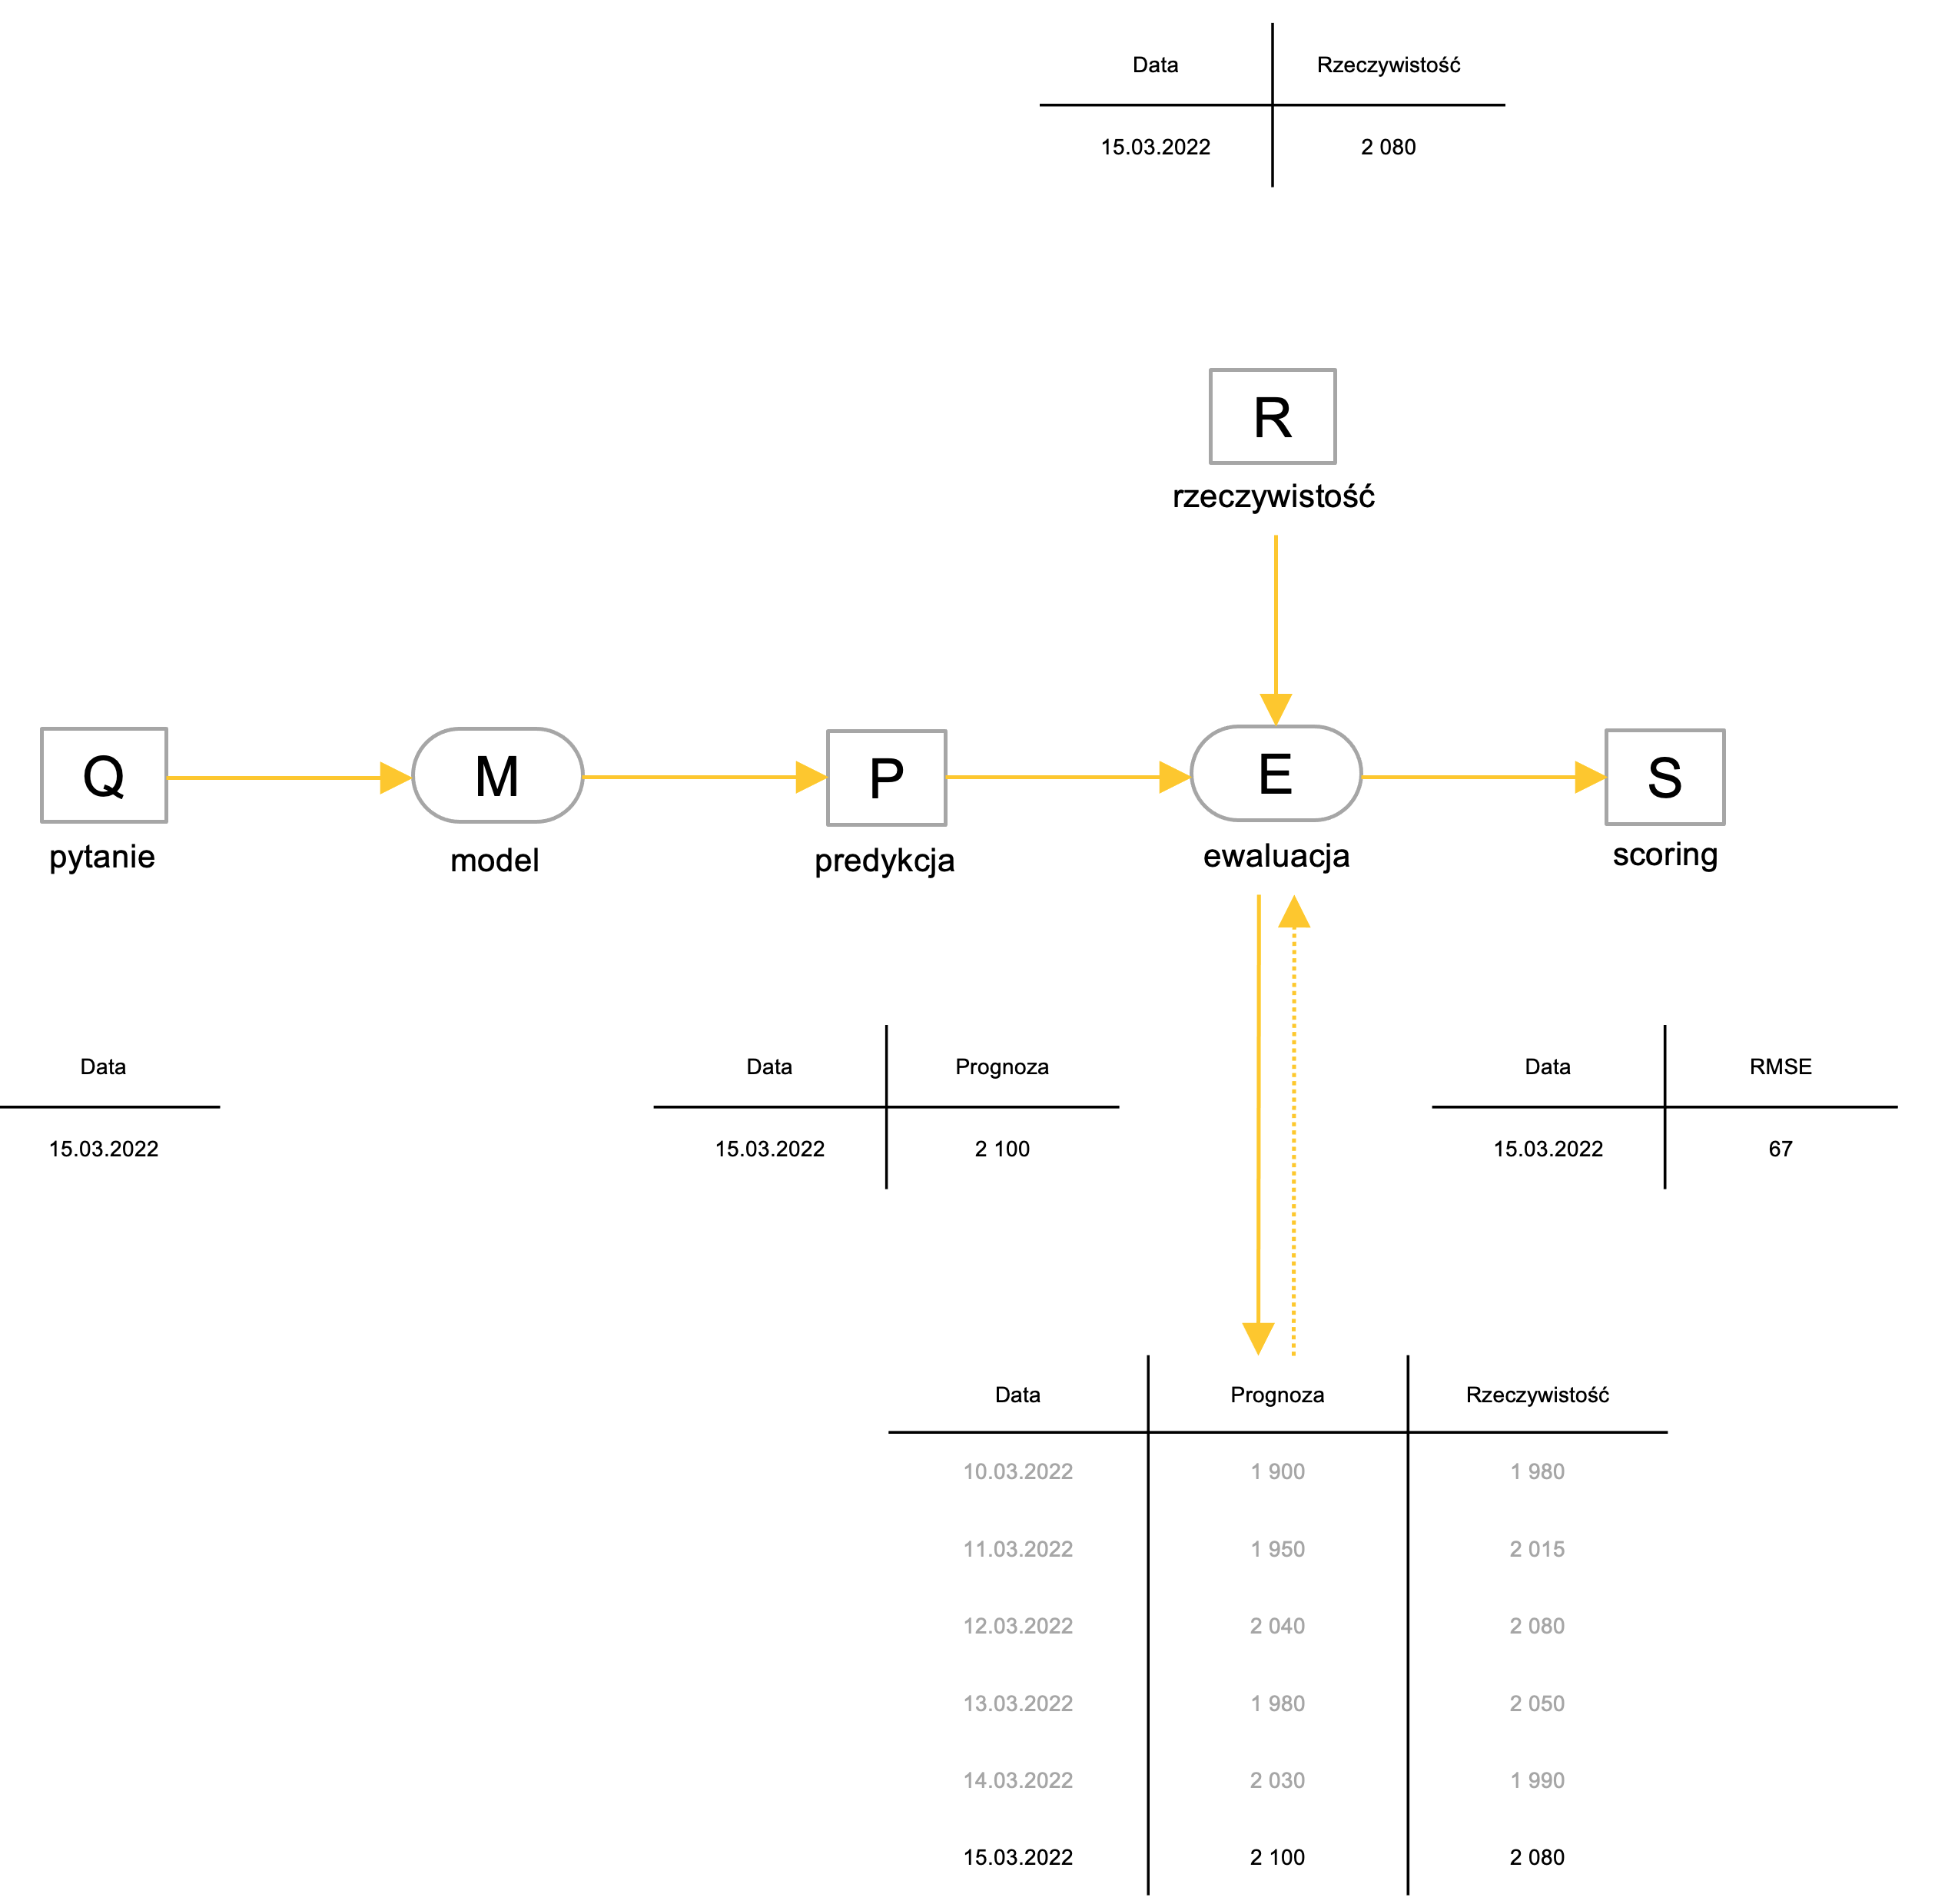 Data Rzeczywistość
15.03.2022 2 080
R
rzeczywistość
Q M P E S
pytanie model predykcja ewaluacja scoring
Data Data Prognoza Data RMSE
15.03.2022 15.03.2022 2 100 15.03.2022 67
Data Prognoza Rzeczywistość
10.03.2022 1 900 1 980
11.03.2022 1 950 2 015
12.03.2022 2 040 2 080
13.03.2022 1 980 2 050
14.03.2022 2 030 1 990
15.03.2022 2 100 2 080